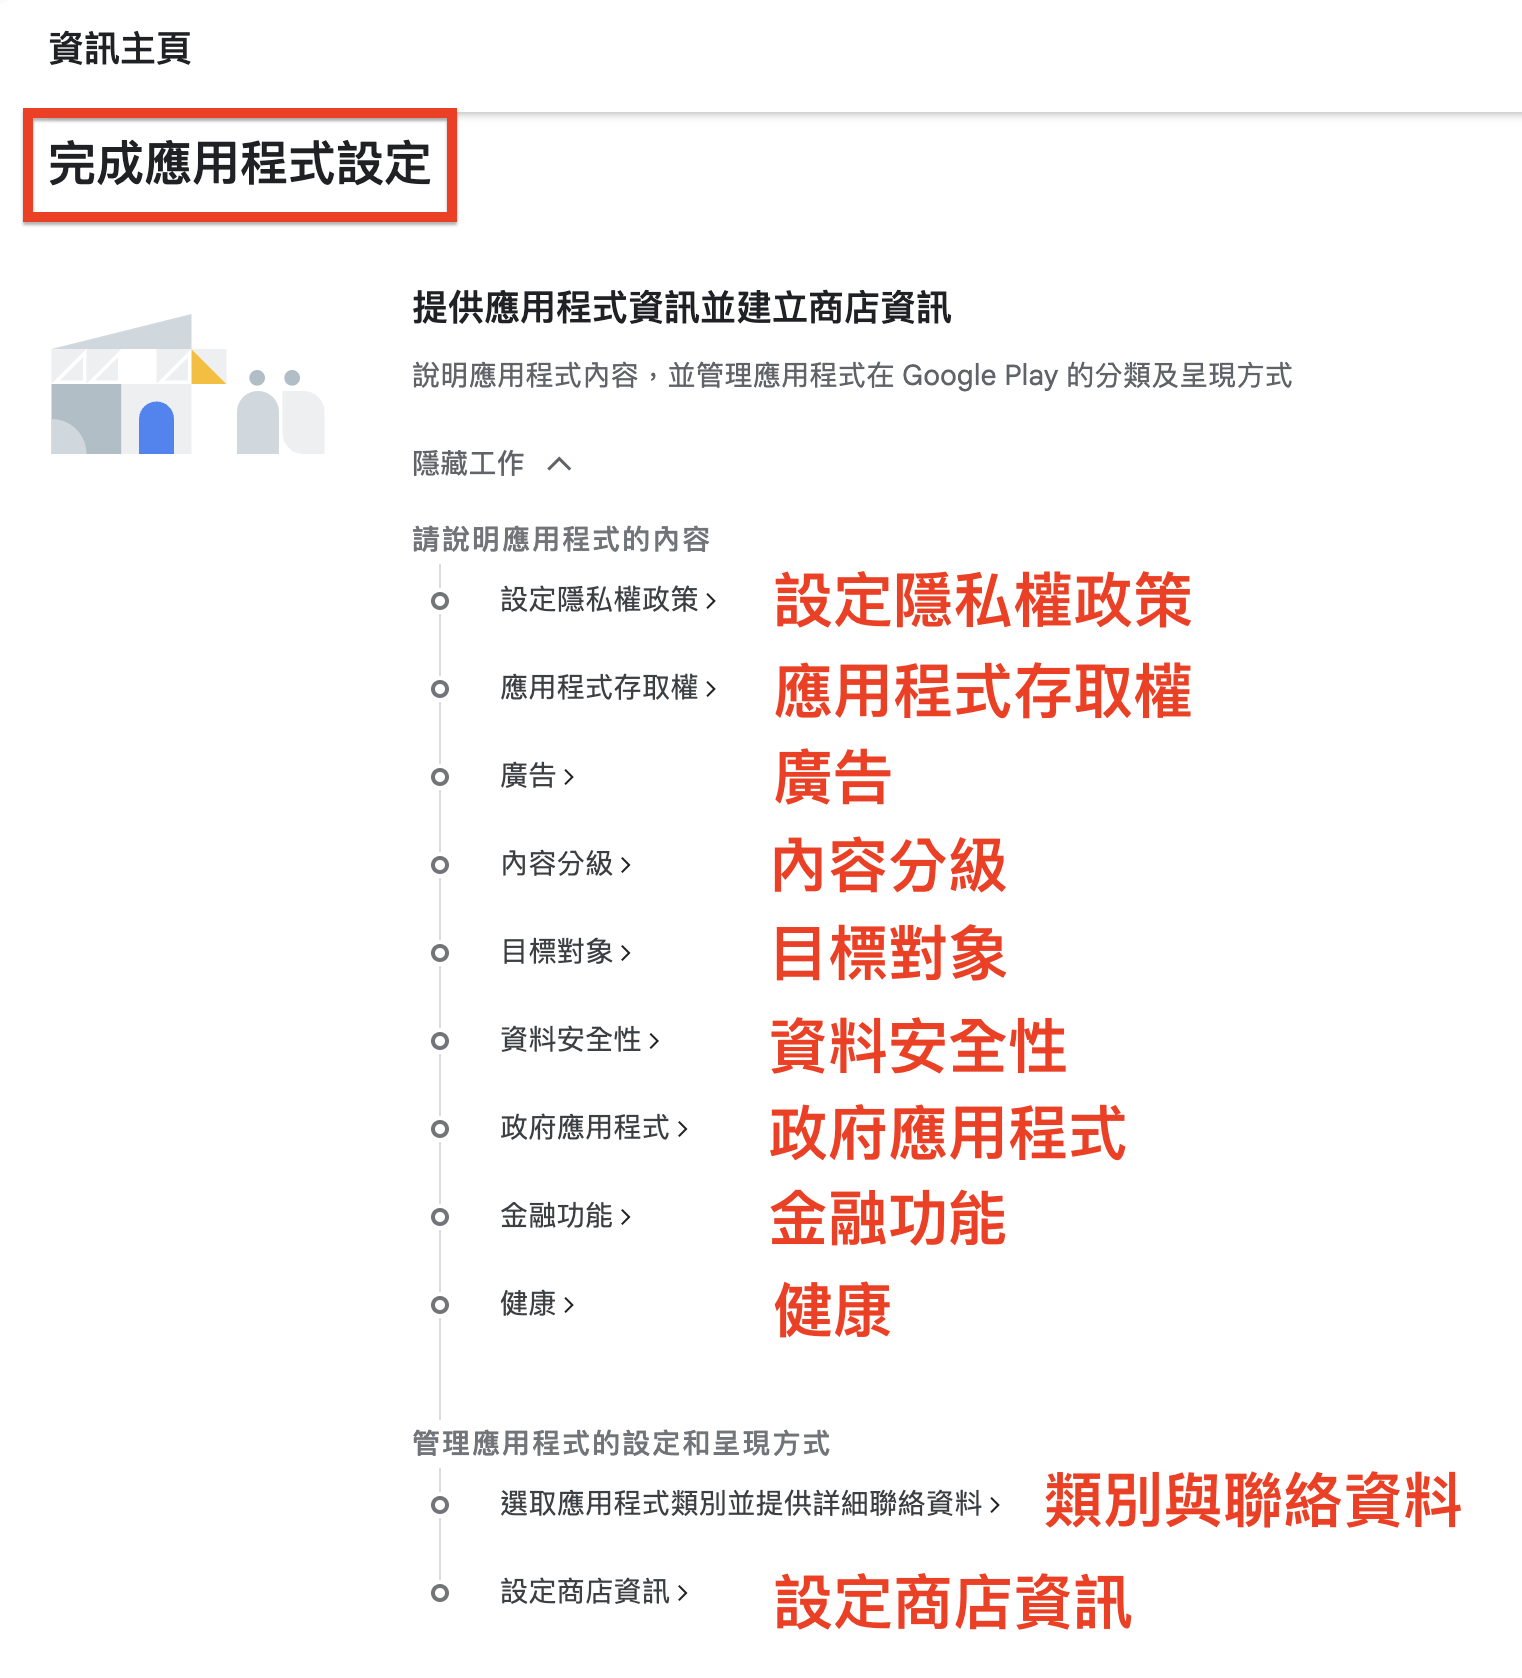 資訊主頁
完成應用程式設定
提供應用程式資訊並建立商店資訊
說明應用程式內容，並管理應用程式在 Google Play 的分類及呈現方式
隱藏工作
請說明應用程式的內容
設定隱私權政策 設定隱私權政策
應用程式存取權 應用程式存取權
廣告 廣告
內容分級 內容分級
目標對象 目標對象
資料安全性 資料安全性
政府應用程式 政府應用程式
金融功能 金融功能
健康 健康
管理應用程式的設定和呈現方式
選取應用程式類別並提供詳細聯絡資料 類別與聯絡資料
設定商店資訊 設定商店資訊